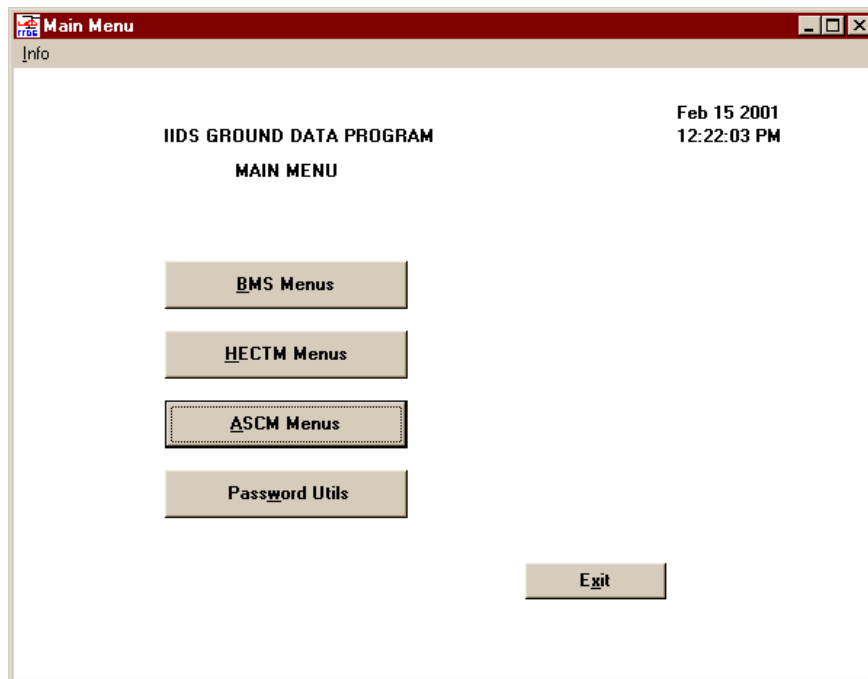 Main Menu
Info
Feb 15 2001
IIDS GROUND DATA PROGRAM
12:22:03 PM
MAIN MENU
BMS Menus
HECTM Menus
ASCM Menus
Password Utils
Exit